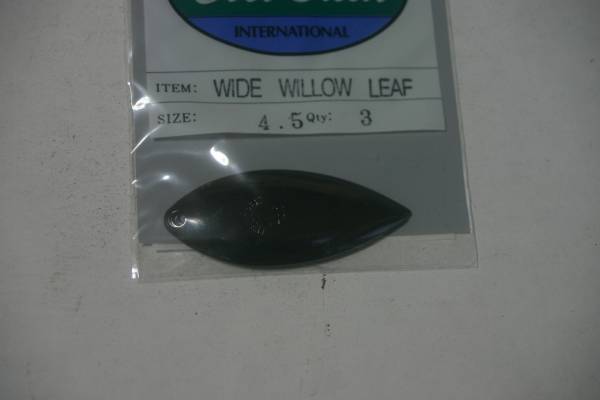 INTERNATIONAL
ITEM: WIDE WILLOW LEAF
SIZE: 4.5 Qty: 3